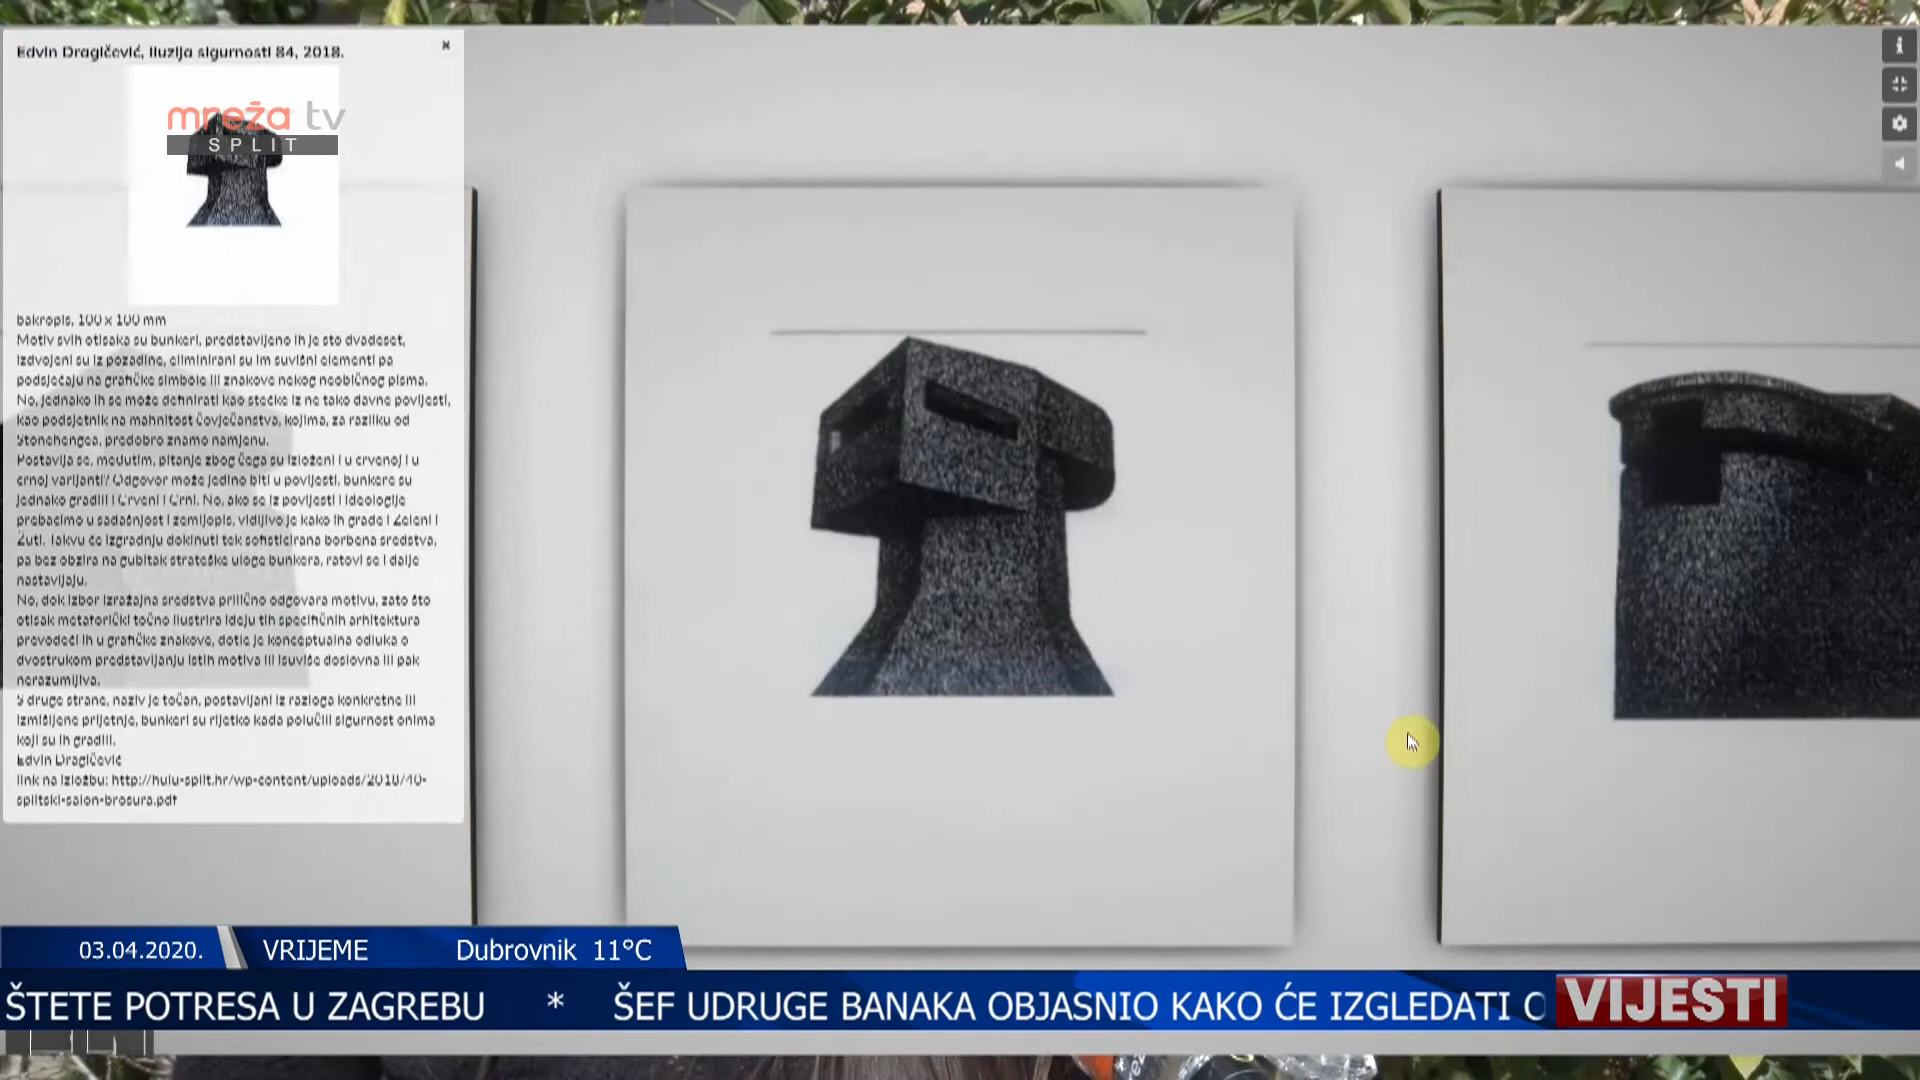 Edvin Dragičević, Iluzija sigurnosti 84, 2018.
mreža tv
SPLIT
bakropis, 100 x 100 mm
Motiv svih otisaka su bunkeri, predstavljeno ih je sto dvadeset,
izdvojeni su iz pozadine, eliminirani su im suvišni elementi pa
podsjećaju na grafičke simbole ili znakove nekog neobičnog pisma.
No, jednako ih se može definirati kao stećke iz ne tako davne povijesti,
kao podsjetnik na mahnitost čovječanstva, kojima, za razliku od
Stonehengea, predobro znamo namjenu.
Postavlja se, međutim, pitanje zbog čega su izloženi i u crvenoj i u
crnoj varijanti? Odgovor može jedino biti u povijesti, bunkere su
jednako gradili i Crveni i Crni. No, ako se iz povijesti i ideologije
prebacimo u sadašnjost i zemljopis, vidljivo je kako ih grade i Zeleni i
Žuti. Takvu će izgradnju dokinuti tek sofisticirana borbena sredstva,
pa bez obzira na gubitak strateške uloge bunkera, ratovi se i dalje
nastavljaju.
No, dok izbor izražajna sredstva prilično odgovara motivu, zato što
otisak metaforički točno ilustrira ideju tih specifičnih arhitektura
prevodeći ih u grafičke znakove, dotle je konceptualna odluka o
dvostrukom predstavljanju istih motiva ili isuviše doslovna ili pak
nerazumljiva.
S druge strane, naziv je točan, postavljani iz razloga konkretne ili
izmišljene prijetnje, bunkeri su rijetko kada polučili sigurnost onima
koji su ih gradili.
Edvin Dragičević
link na izložbu: http://hulu-split.hr/wp-content/uploads/2018/40-
splitski-salon-brosura.pdf
03.04.2020. VRIJEME Dubrovnik 11°C
ŠTETE POTRESA U ZAGREBU * ŠEF UDRUGE BANAKA OBJASNIO KAKO ĆE IZGLEDATI O
VIJESTI